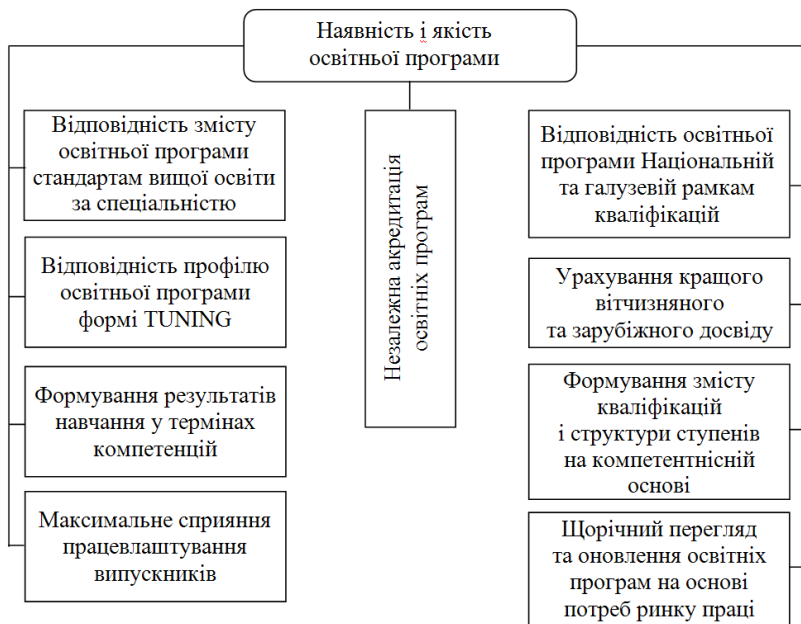 Наявність і якість
освітньої програми
Відповідність змісту
освітньої програми
стандартам вищої освіти
за спеціальністю
Відповідність профілю
освітньої програми
формі TUNING
Формування результатів
навчання у термінах
компетенцій
Максимальне сприяння
працевлаштування
випускників
Незалежна акредитація
освітніх програм
Відповідність освітньої
програми Національній
та галузевій рамкам
кваліфікацій
Урахування кращого
вітчизняного
та зарубіжного досвіду
Формування змісту
кваліфікацій
і структури ступенів
на компетентнісній
основі
Щорічний перегляд
та оновлення освітніх
програм на основі
потреб ринку праці